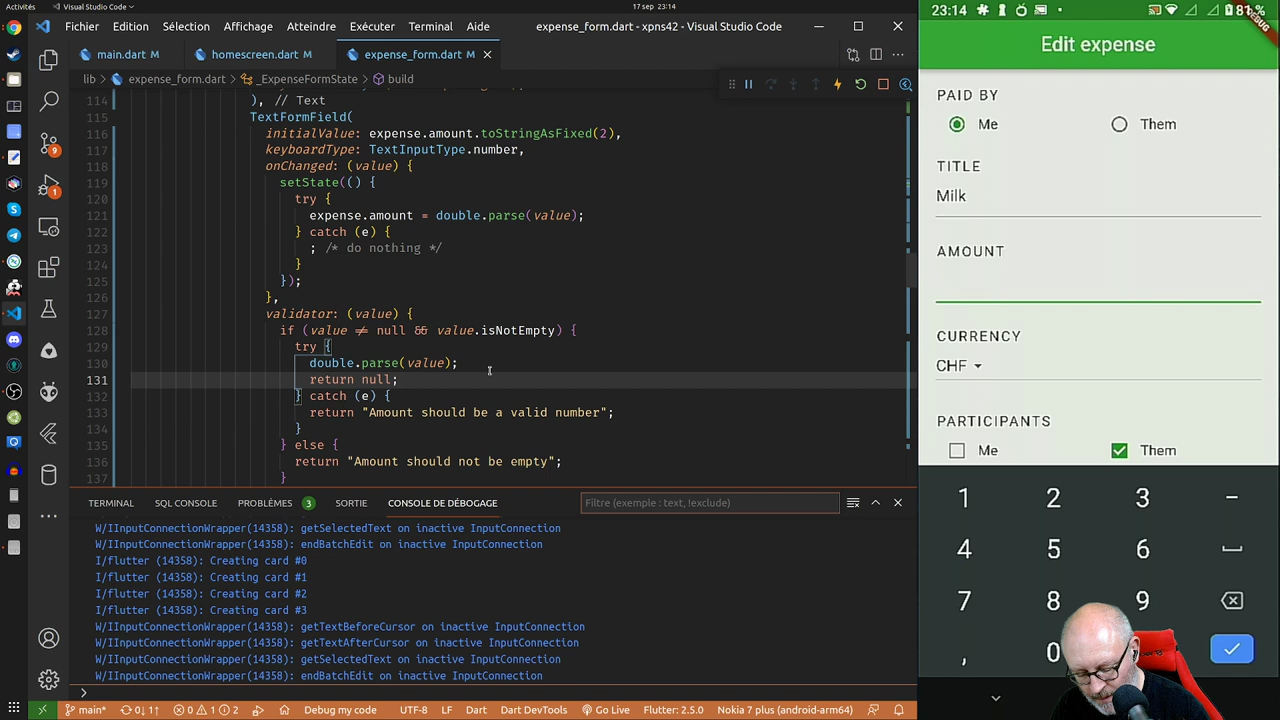 Activités
Visual Studio Code
17 sep 23:14
Fichier Edition Sélection Affichage Atteindre Exécuter Terminal Aide
expense_form.dart - xpns42 - Visual Studio Code
main.dart M
homescreen.dart M
expense_form.dart M
lib > expense_form.dart > _ExpenseFormState > build
114 ), // Text
115 TextFormField(
116 initialValue: expense.amount.toStringAsFixed(2),
117 keyboardType: TextInputType.number,
118 onChanged: (value) {
119 setState(() {
120 try {
121 expense.amount = double.parse(value);
122 } catch (e) {
123 ; /* do nothing */
124 }
125 });
126 },
127 validator: (value) {
128 if (value ≠ null && value.isNotEmpty) {
129 try {
130 double.parse(value);
131 return null;
132 } catch (e) {
133 return "Amount should be a valid number";
134 }
135 } else {
136 return "Amount should not be empty";
137 }
9
1
TERMINAL SQL CONSOLE PROBLÈMES 3 SORTIE CONSOLE DE DÉBOGAGE
Filtre (exemple : text, !exclude)
W/IInputConnectionWrapper(14358): getSelectedText on inactive InputConnection
W/IInputConnectionWrapper(14358): endBatchEdit on inactive InputConnection
I/flutter (14358): Creating card #0
I/flutter (14358): Creating card #1
I/flutter (14358): Creating card #2
I/flutter (14358): Creating card #3
W/IInputConnectionWrapper(14358): getTextBeforeCursor on inactive InputConnection
W/IInputConnectionWrapper(14358): getTextAfterCursor on inactive InputConnection
W/IInputConnectionWrapper(14358): getSelectedText on inactive InputConnection
W/IInputConnectionWrapper(14358): endBatchEdit on inactive InputConnection
>
main* 0↓ 1↑ 0 1 2 Debug my code UTF-8 LF Dart Dart DevTools Go Live Flutter: 2.5.0 Nokia 7 plus (android-arm64)
23:14
81%
DEBUG
Edit expense
PAID BY
Me Them
TITLE
Milk
AMOUNT
CURRENCY
CHF
PARTICIPANTS
Me Them
1 2 3 −
4 5 6
7 8 9
, 0